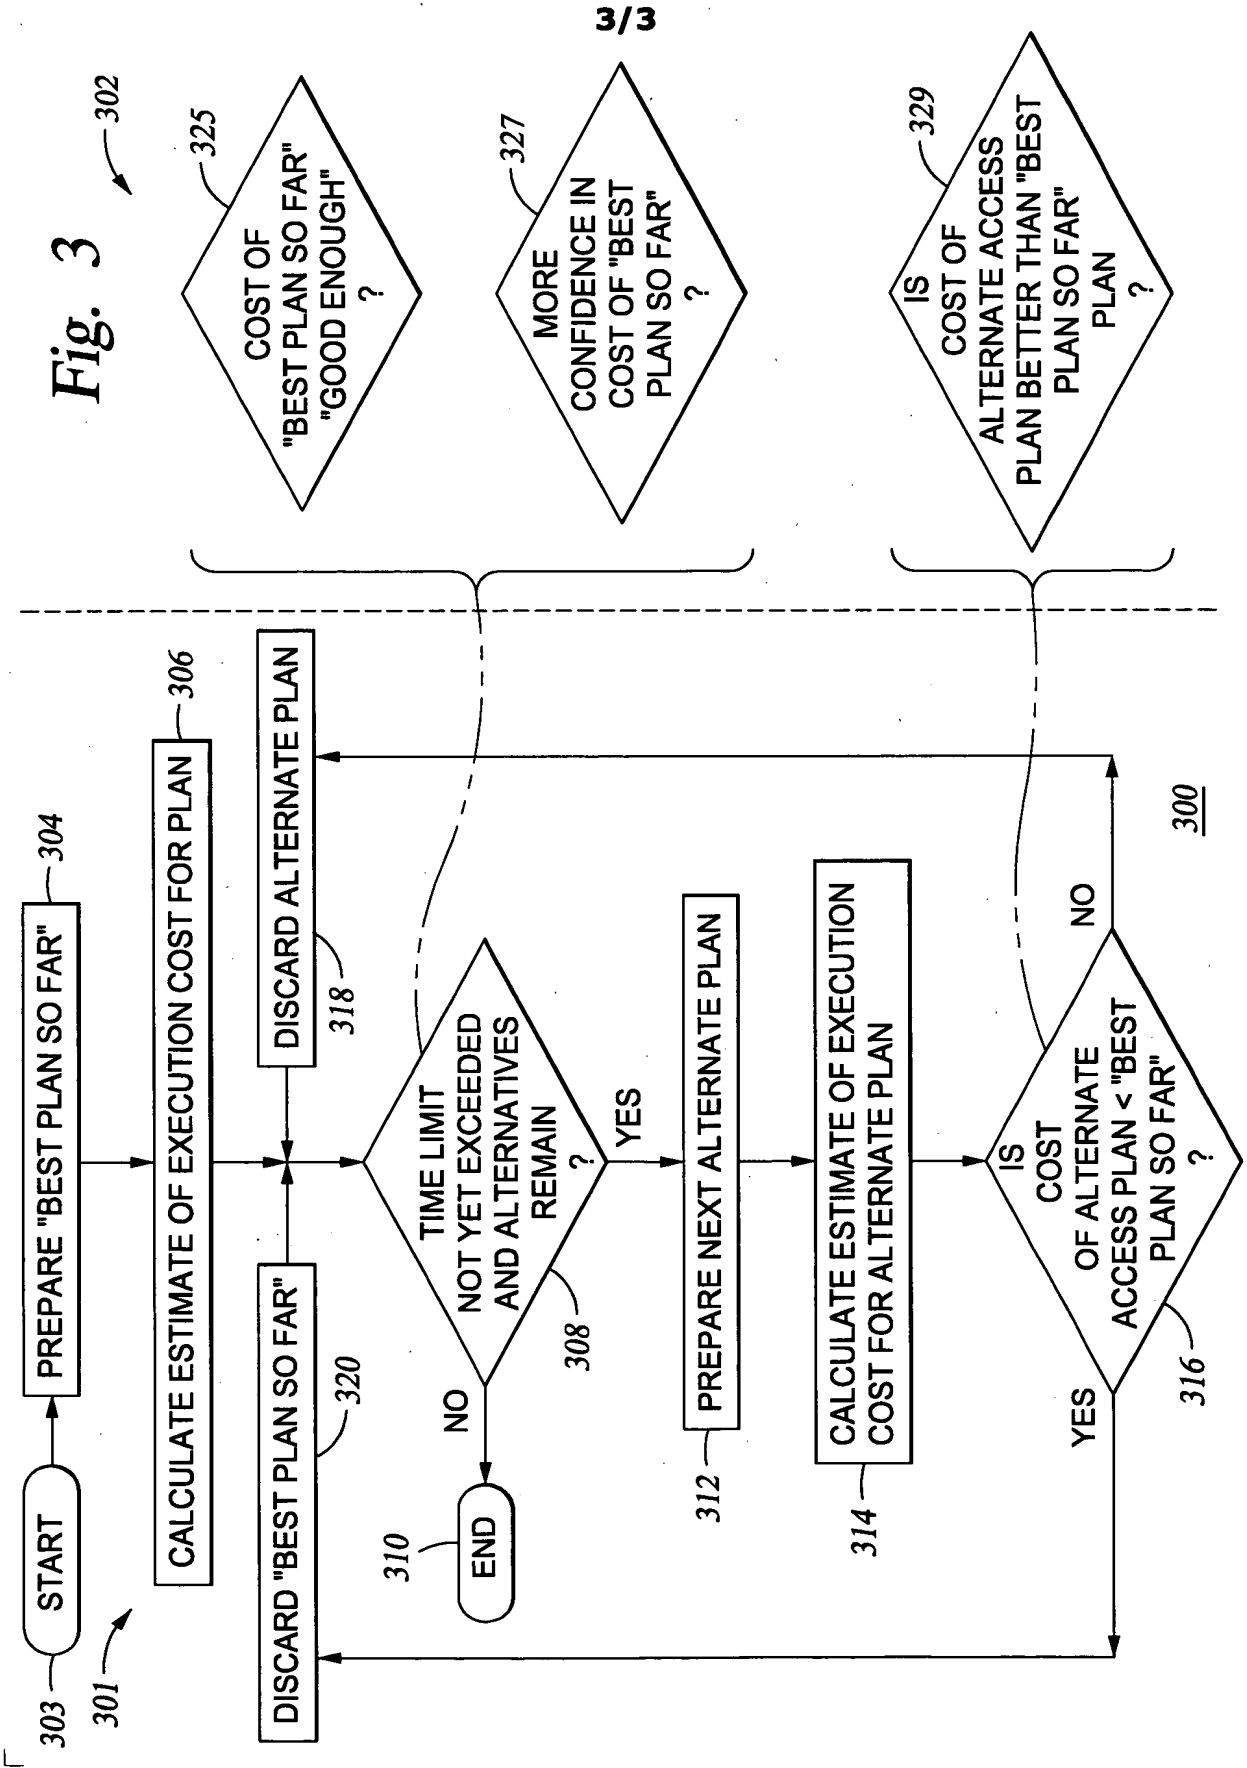 3/3
Fig. 3
302
301
303
START
304
PREPARE "BEST PLAN SO FAR"
306
CALCULATE ESTIMATE OF EXECUTION COST FOR PLAN
320
DISCARD "BEST PLAN SO FAR"
318
DISCARD ALTERNATE PLAN
308
TIME LIMIT
NOT YET EXCEEDED
AND ALTERNATIVES
REMAIN
?
NO
310
END
YES
312
PREPARE NEXT ALTERNATE PLAN
314
CALCULATE ESTIMATE OF EXECUTION
COST FOR ALTERNATE PLAN
316
IS
COST
OF ALTERNATE
ACCESS PLAN < "BEST
PLAN SO FAR"
?
YES
NO
300
325
COST OF
"BEST PLAN SO FAR"
"GOOD ENOUGH"
?
327
MORE
CONFIDENCE IN
COST OF "BEST
PLAN SO FAR"
?
329
IS
COST OF
ALTERNATE ACCESS
PLAN BETTER THAN "BEST
PLAN SO FAR"
PLAN
?